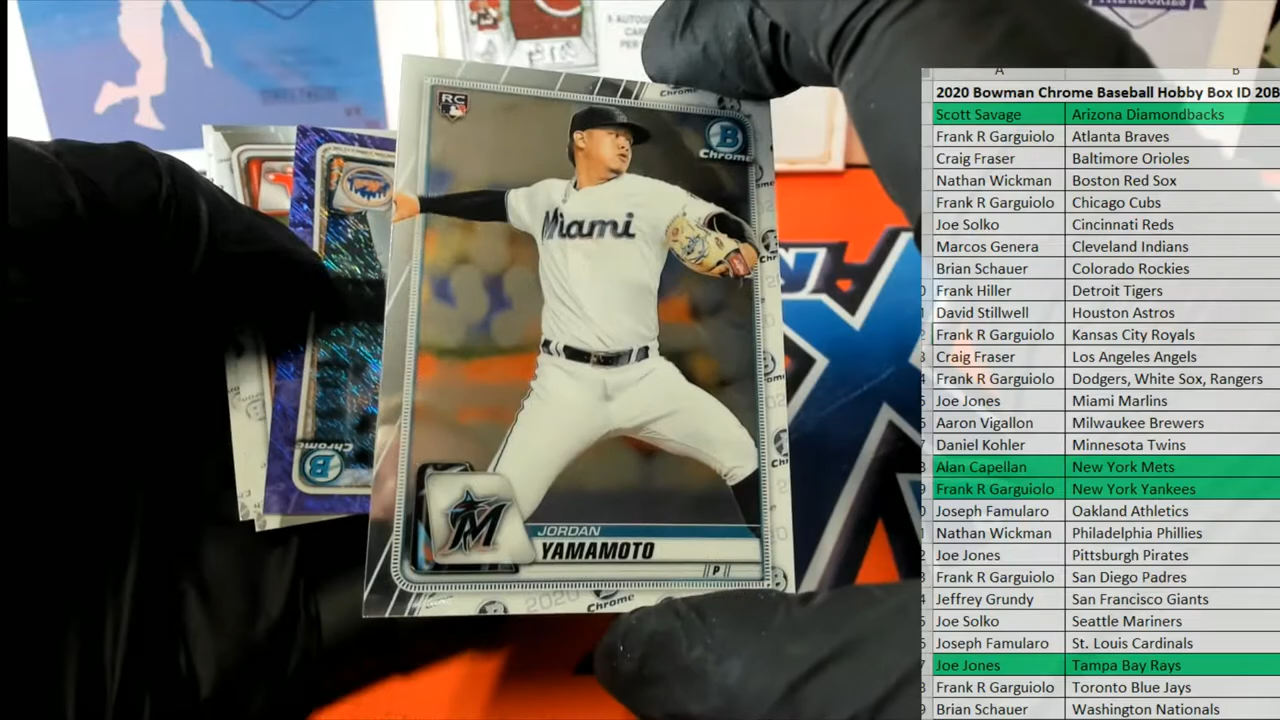 RC
B
Chrome
Miami
M
JORDAN
YAMAMOTO
P
2020
Chrome
Chrome
B
A B
2020 Bowman Chrome Baseball Hobby Box ID 20B
Scott Savage Arizona Diamondbacks
Frank R Garguiolo Atlanta Braves
Craig Fraser Baltimore Orioles
Nathan Wickman Boston Red Sox
Frank R Garguiolo Chicago Cubs
Joe Solko Cincinnati Reds
Marcos Genera Cleveland Indians
Brian Schauer Colorado Rockies
Frank Hiller Detroit Tigers
David Stillwell Houston Astros
Frank R Garguiolo Kansas City Royals
Craig Fraser Los Angeles Angels
Frank R Garguiolo Dodgers, White Sox, Rangers
Joe Jones Miami Marlins
Aaron Vigallon Milwaukee Brewers
Daniel Kohler Minnesota Twins
Alan Capellan New York Mets
Frank R Garguiolo New York Yankees
Joseph Famularo Oakland Athletics
Nathan Wickman Philadelphia Phillies
Joe Jones Pittsburgh Pirates
Frank R Garguiolo San Diego Padres
Jeffrey Grundy San Francisco Giants
Joe Solko Seattle Mariners
Joseph Famularo St. Louis Cardinals
Joe Jones Tampa Bay Rays
Frank R Garguiolo Toronto Blue Jays
Brian Schauer Washington Nationals